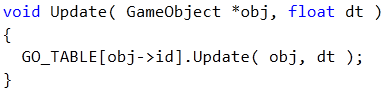 void Update( GameObject *obj, float dt )
{
  GO_TABLE[obj->id].Update( obj, dt );
}